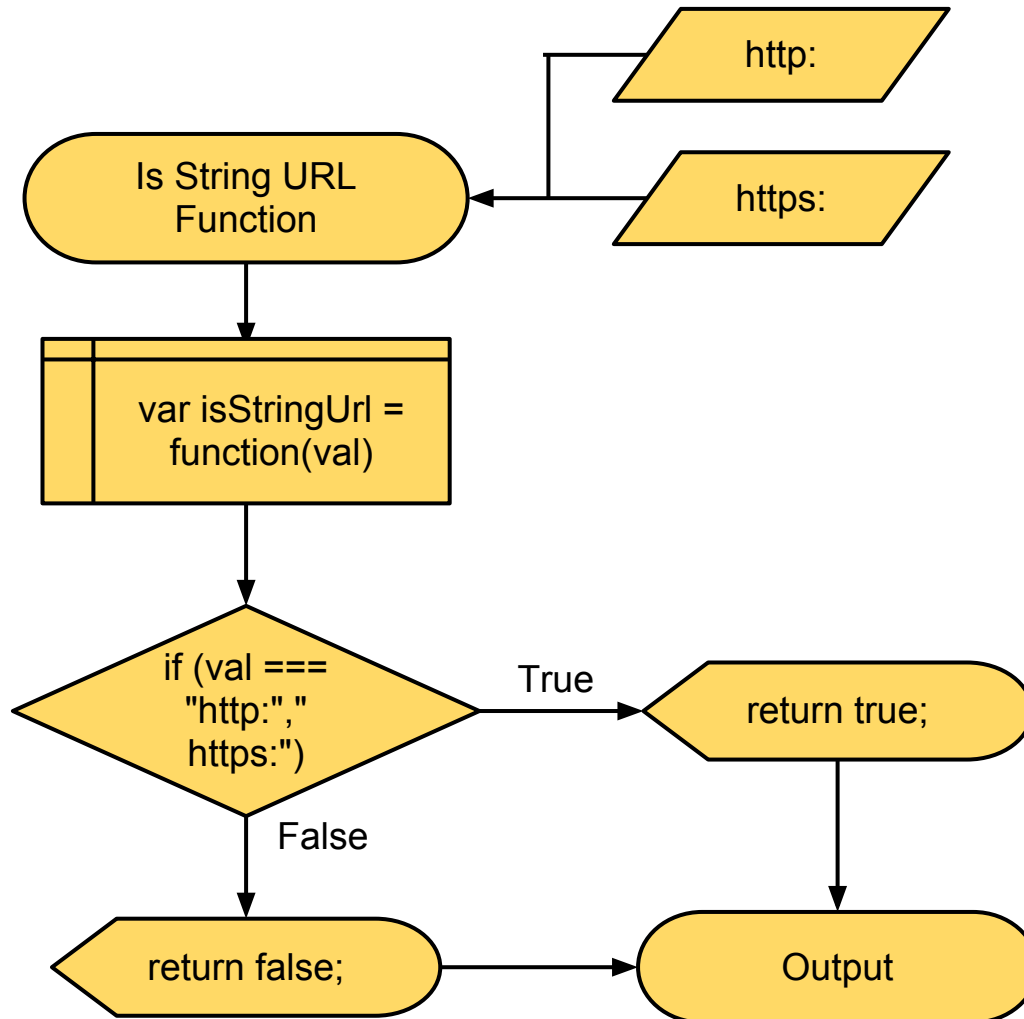 http:
Is String URL
Function
https:
var isStringUrl =
function(val)
if (val ===
"http:","
https:")
True
return true;
False
return false;
Output